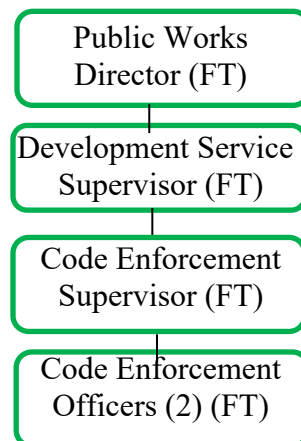 Public Works
Director (FT)
Development Service
Supervisor (FT)
Code Enforcement
Supervisor (FT)
Code Enforcement
Officers (2) (FT)